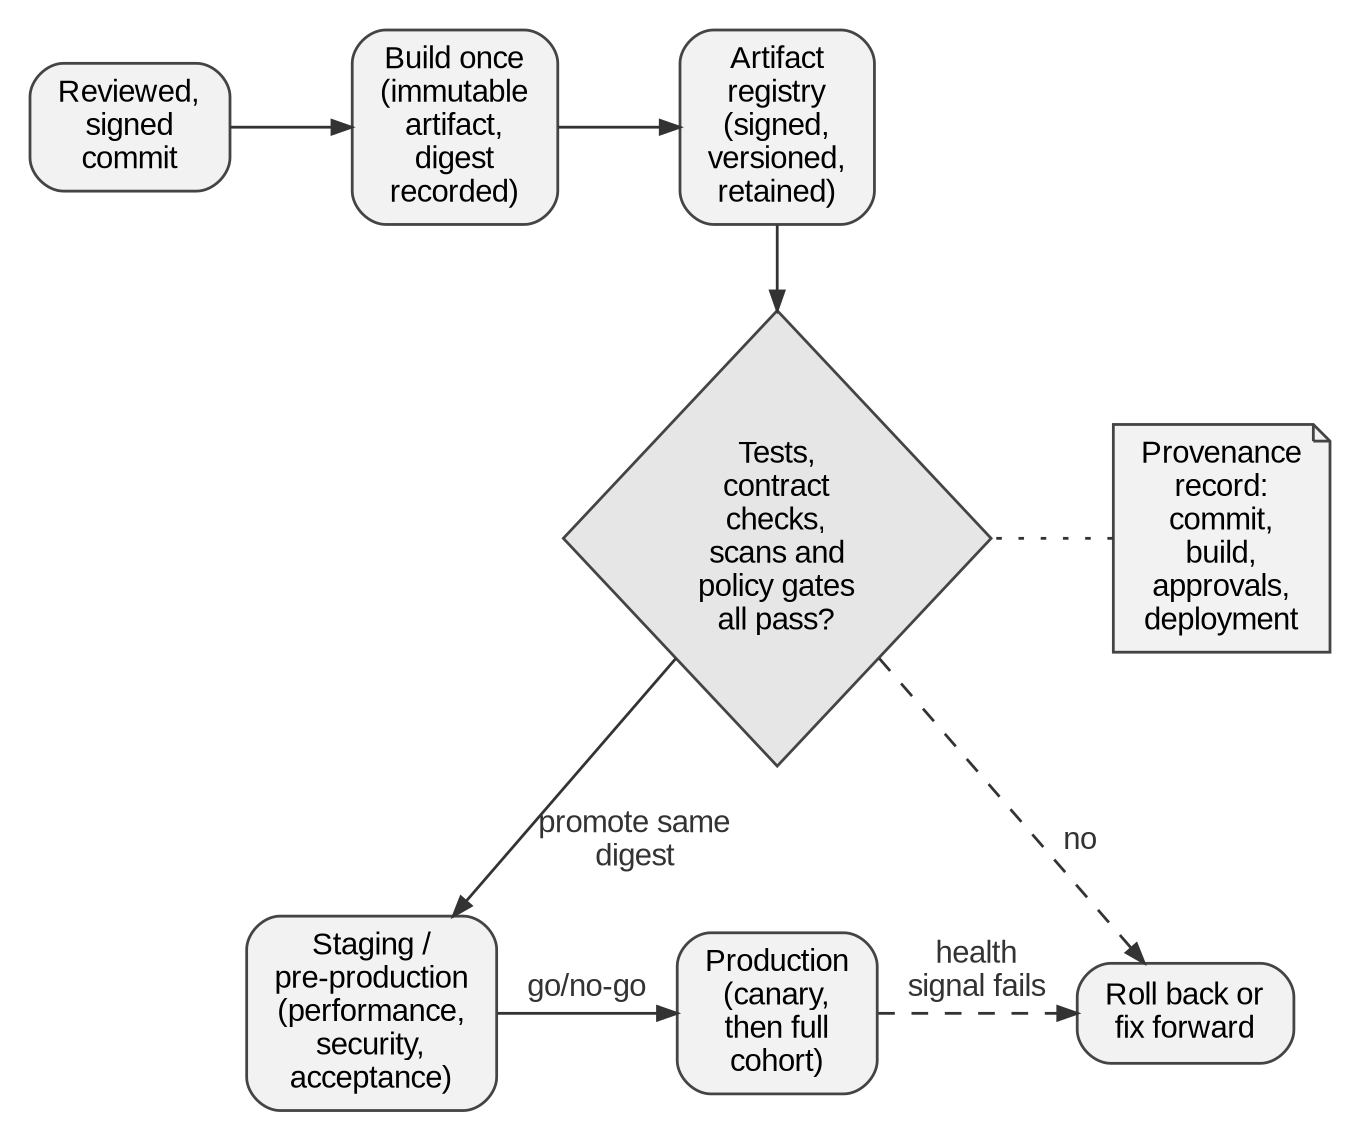 Reviewed,
signed
commit
Build once
(immutable
artifact,
digest
recorded)
Artifact
registry
(signed,
versioned,
retained)
Tests,
contract
checks,
scans and
policy gates
all pass?
Provenance
record:
commit,
build,
approvals,
deployment
promote same
digest
no
Staging /
pre-production
(performance,
security,
acceptance)
go/no-go
Production
(canary,
then full
cohort)
health
signal fails
Roll back or
fix forward